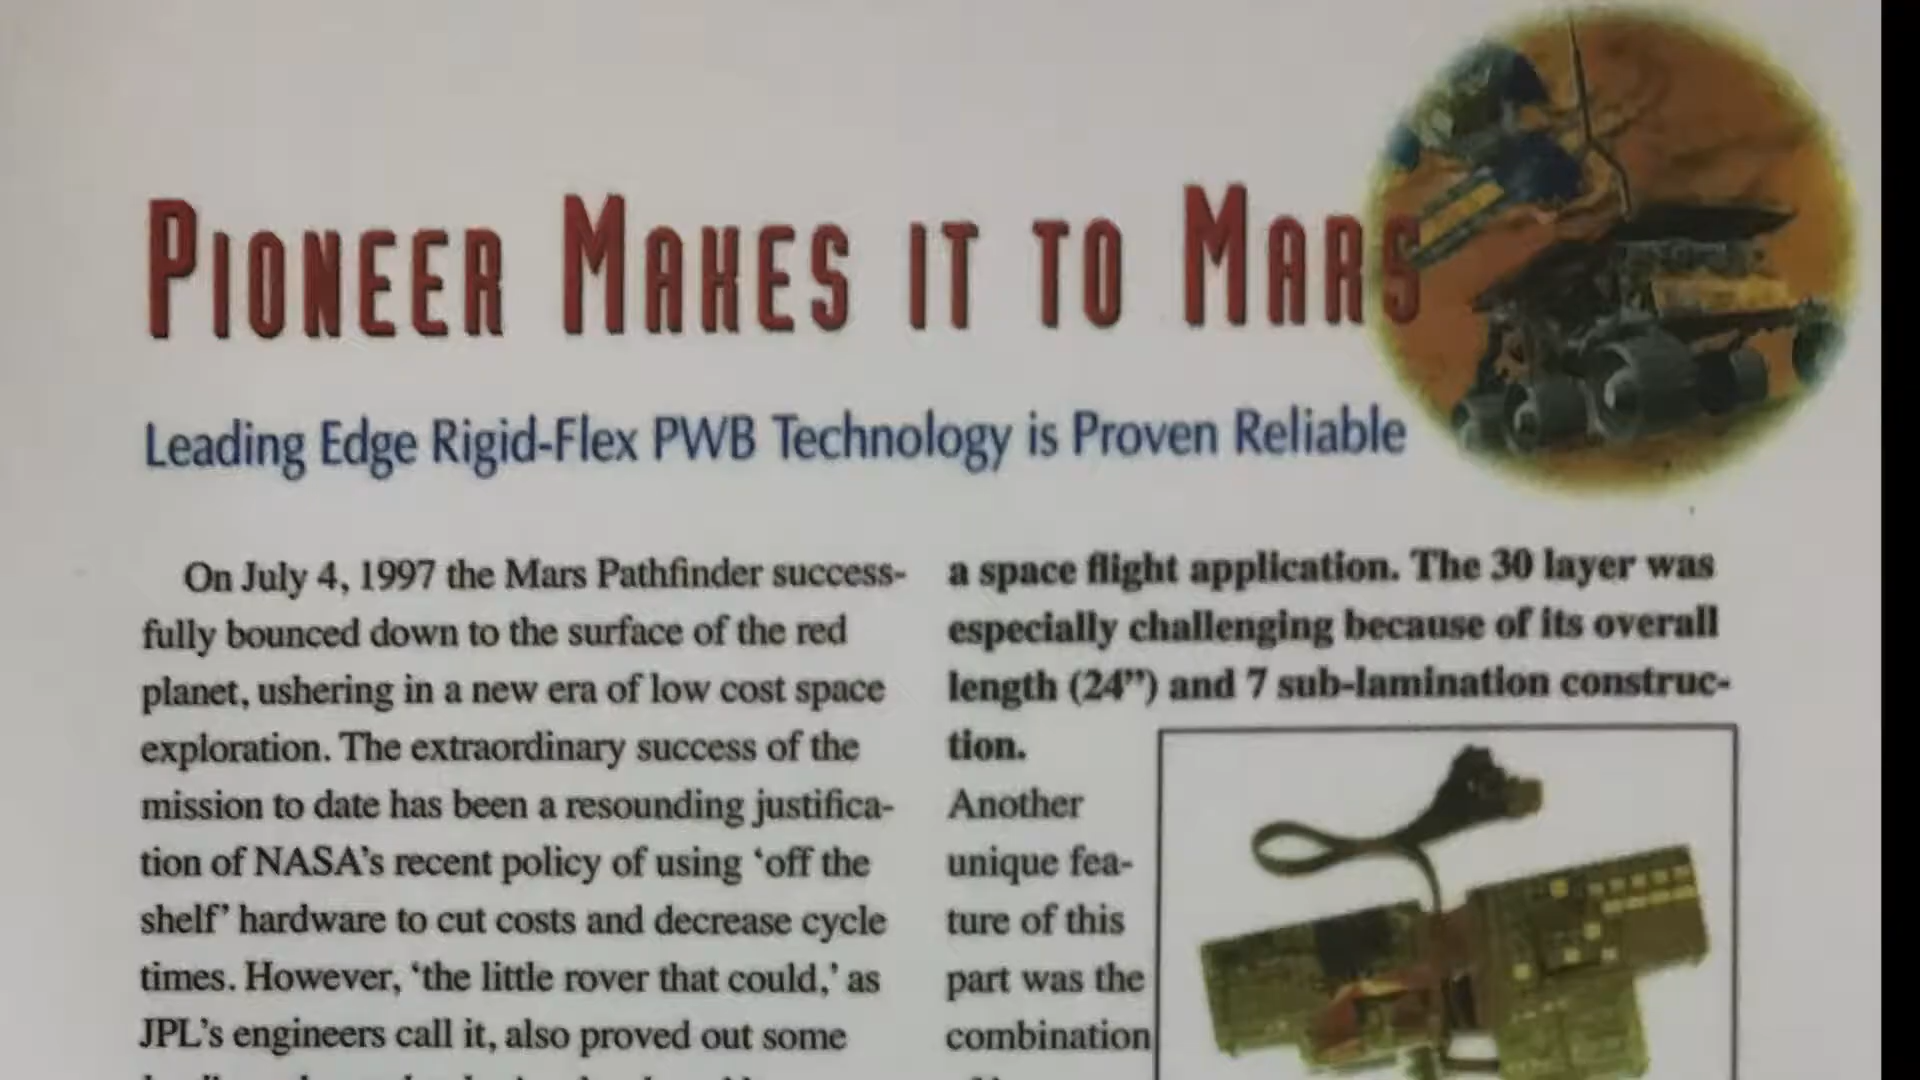 PIONEER MAKES IT TO MARS
Leading Edge Rigid-Flex PWB Technology is Proven Reliable
On July 4, 1997 the Mars Pathfinder success-
fully bounced down to the surface of the red
planet, ushering in a new era of low cost space
exploration. The extraordinary success of the
mission to date has been a resounding justifica-
tion of NASA's recent policy of using ‘off the
shelf’ hardware to cut costs and decrease cycle
times. However, ‘the little rover that could,’ as
JPL's engineers call it, also proved out some
a space flight application. The 30 layer was
especially challenging because of its overall
length (24”) and 7 sub-lamination construc-
tion.
Another
unique fea-
ture of this
part was the
combination